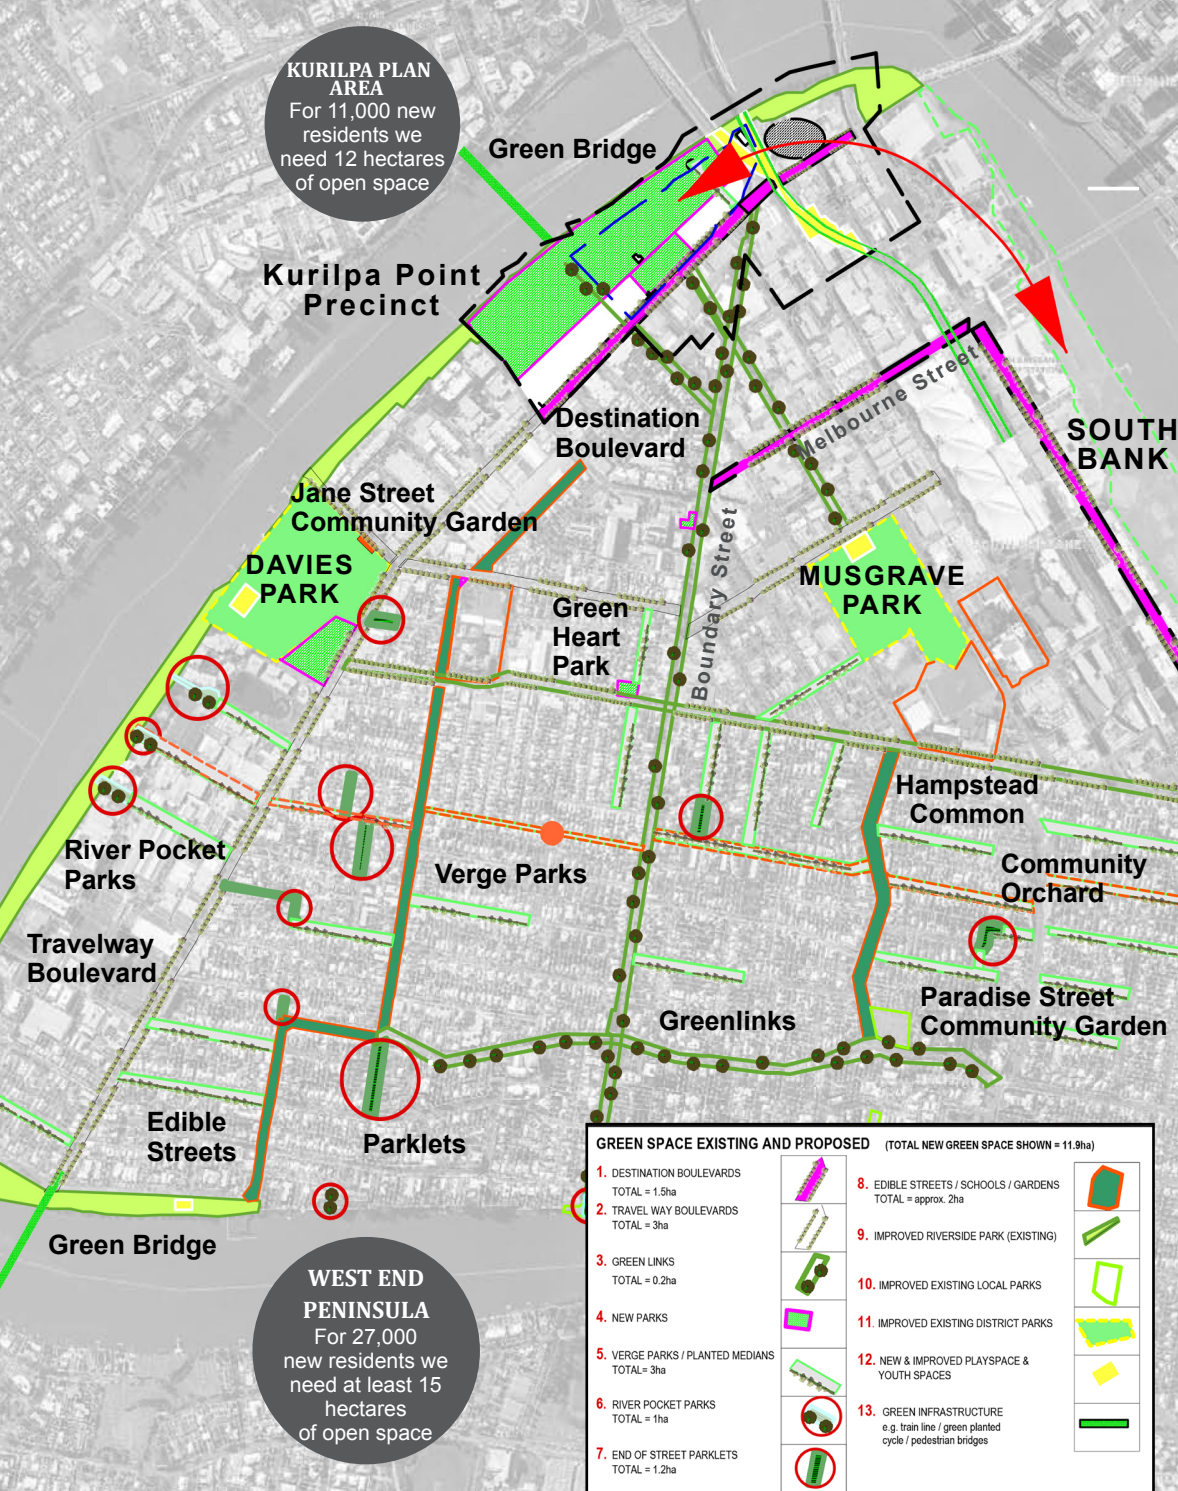 KURILPA PLAN
AREA
For 11,000 new
residents we
need 12 hectares
of open space
Green Bridge
Kurilpa Point
Precinct
Destination
Boulevard
Melbourne Street
SOUTH
BANK
Jane Street
Community Garden
DAVIES
PARK
Boundary Street
MUSGRAVE
PARK
Green
Heart
Park
Hampstead
Common
River Pocket
Parks
Verge Parks
Community
Orchard
Travelway
Boulevard
Paradise Street
Community Garden
Greenlinks
Edible
Streets
Parklets
Green Bridge
WEST END
PENINSULA
For 27,000
new residents we
need at least 15
hectares
of open space
GREEN SPACE EXISTING AND PROPOSED (TOTAL NEW GREEN SPACE SHOWN = 11.9ha)
1. DESTINATION BOULEVARDS
TOTAL = 1.5ha
2. TRAVEL WAY BOULEVARDS
TOTAL = 3ha
3. GREEN LINKS
TOTAL = 0.2ha
4. NEW PARKS
5. VERGE PARKS / PLANTED MEDIANS
TOTAL= 3ha
6. RIVER POCKET PARKS
TOTAL = 1ha
7. END OF STREET PARKLETS
TOTAL = 1.2ha
8. EDIBLE STREETS / SCHOOLS / GARDENS
TOTAL = approx. 2ha
9. IMPROVED RIVERSIDE PARK (EXISTING)
10. IMPROVED EXISTING LOCAL PARKS
11. IMPROVED EXISTING DISTRICT PARKS
12. NEW & IMPROVED PLAYSPACE &
YOUTH SPACES
13. GREEN INFRASTRUCTURE
e.g. train line / green planted
cycle / pedestrian bridges